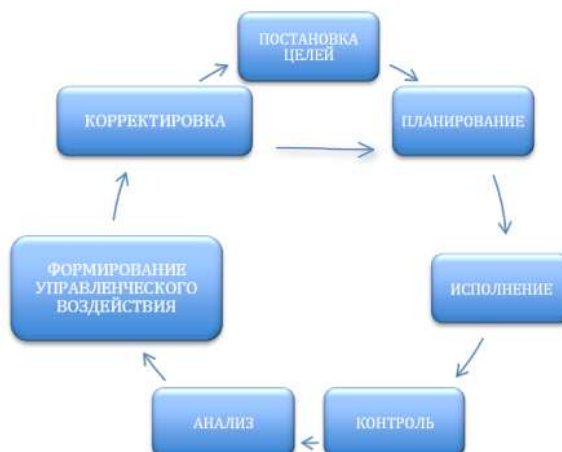 ПОСТАНОВКА
ЦЕЛЕЙ
КОРРЕКТИРОВКА
ПЛАНИРОВАНИЕ
ФОРМИРОВАНИЕ
УПРАВЛЕНЧЕСКОГО
ВОЗДЕЙСТВИЯ
ИСПОЛНЕНИЕ
АНАЛИЗ
КОНТРОЛЬ